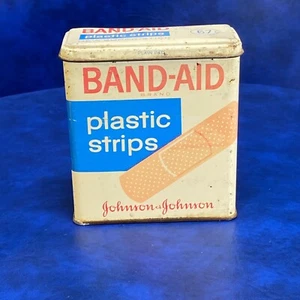 BAND-AID
plastic strips
BAND-AID
BRAND
plastic
strips
Johnson & Johnson